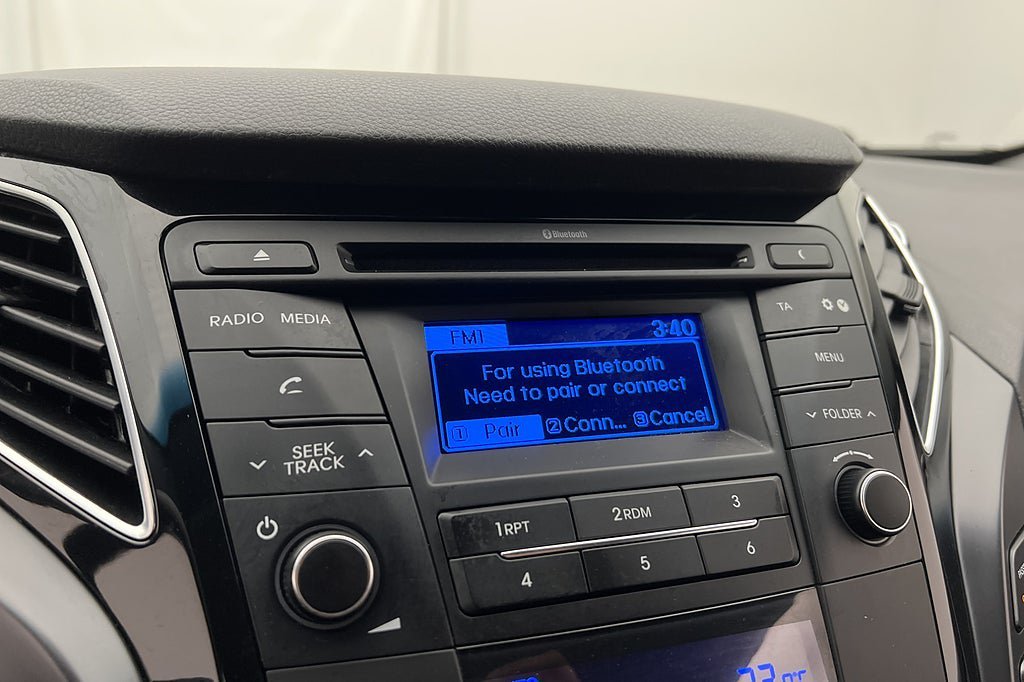 Bluetooth
RADIO MEDIA
TA
MENU
FM1 3:40
For using Bluetooth
Need to pair or connect
1 Pair 2 Conn... 3 Cancel
FOLDER
SEEK
TRACK
1 RPT 2 RDM 3
4 5 6